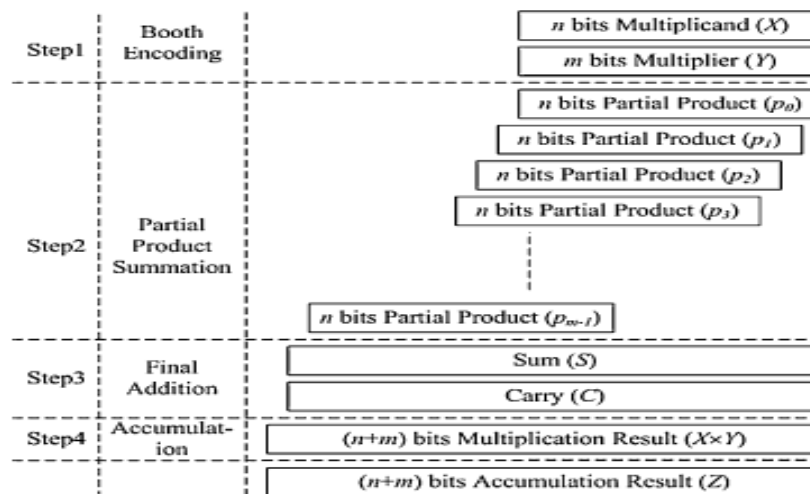 n bits Multiplicand (X)
Step1
Booth
Encoding
m bits Multiplier (Y)
n bits Partial Product (p0)
n bits Partial Product (p1)
n bits Partial Product (p2)
n bits Partial Product (p3)
Step2
Partial
Product
Summation
n bits Partial Product (pm-1)
Step3
Final
Addition
Sum (S)
Carry (C)
Step4
Accumulat-
ion
(n+m) bits Multiplication Result (X×Y)
(n+m) bits Accumulation Result (Z)